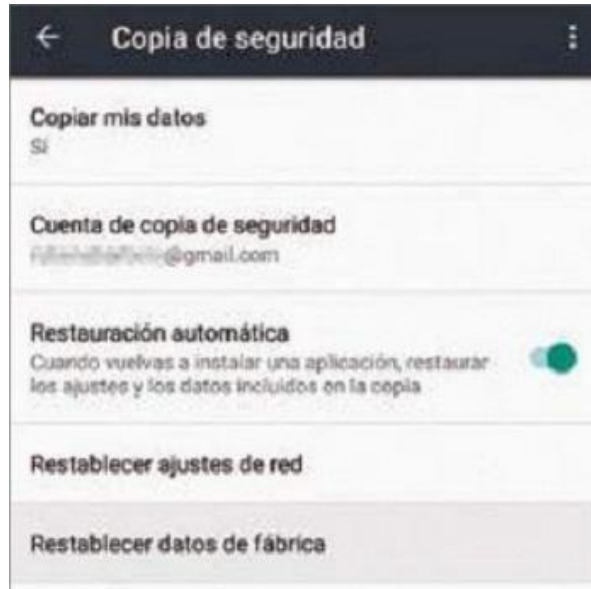 Copia de seguridad
Copiar mis datos
Sí
Cuenta de copia de seguridad
@gmail.com
Restauración automática
Cuando vuelvas a instalar una aplicación, restaurar
los ajustes y los datos incluidos en la copia
Restablecer ajustes de red
Restablecer datos de fábrica